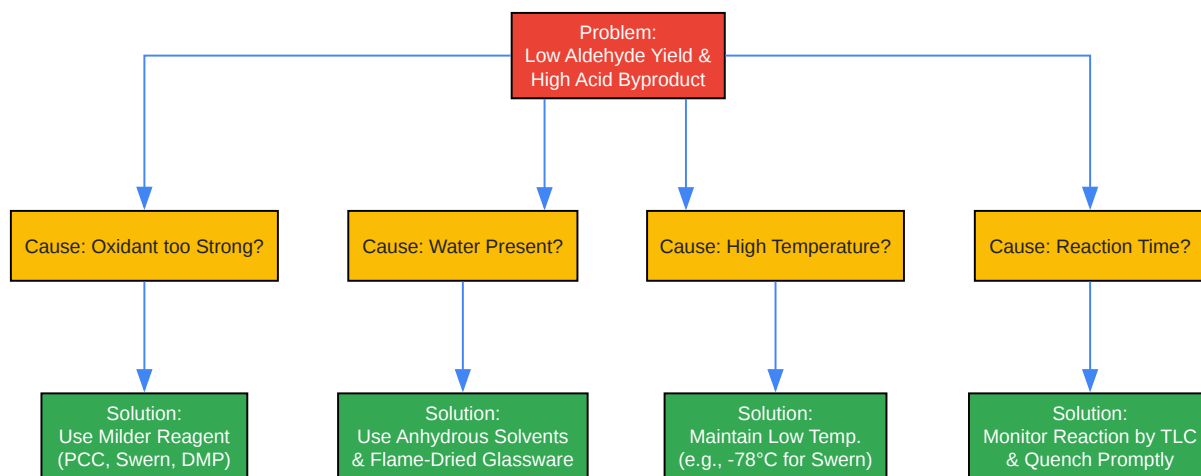 Problem:
Low Aldehyde Yield &
High Acid Byproduct
Cause: Oxidant too Strong?
Cause: Water Present?
Cause: High Temperature?
Cause: Reaction Time?
Solution:
Use Milder Reagent
(PCC, Swern, DMP)
Solution:
Use Anhydrous Solvents
& Flame-Dried Glassware
Solution:
Maintain Low Temp.
(e.g., -78°C for Swern)
Solution:
Monitor Reaction by TLC
& Quench Promptly